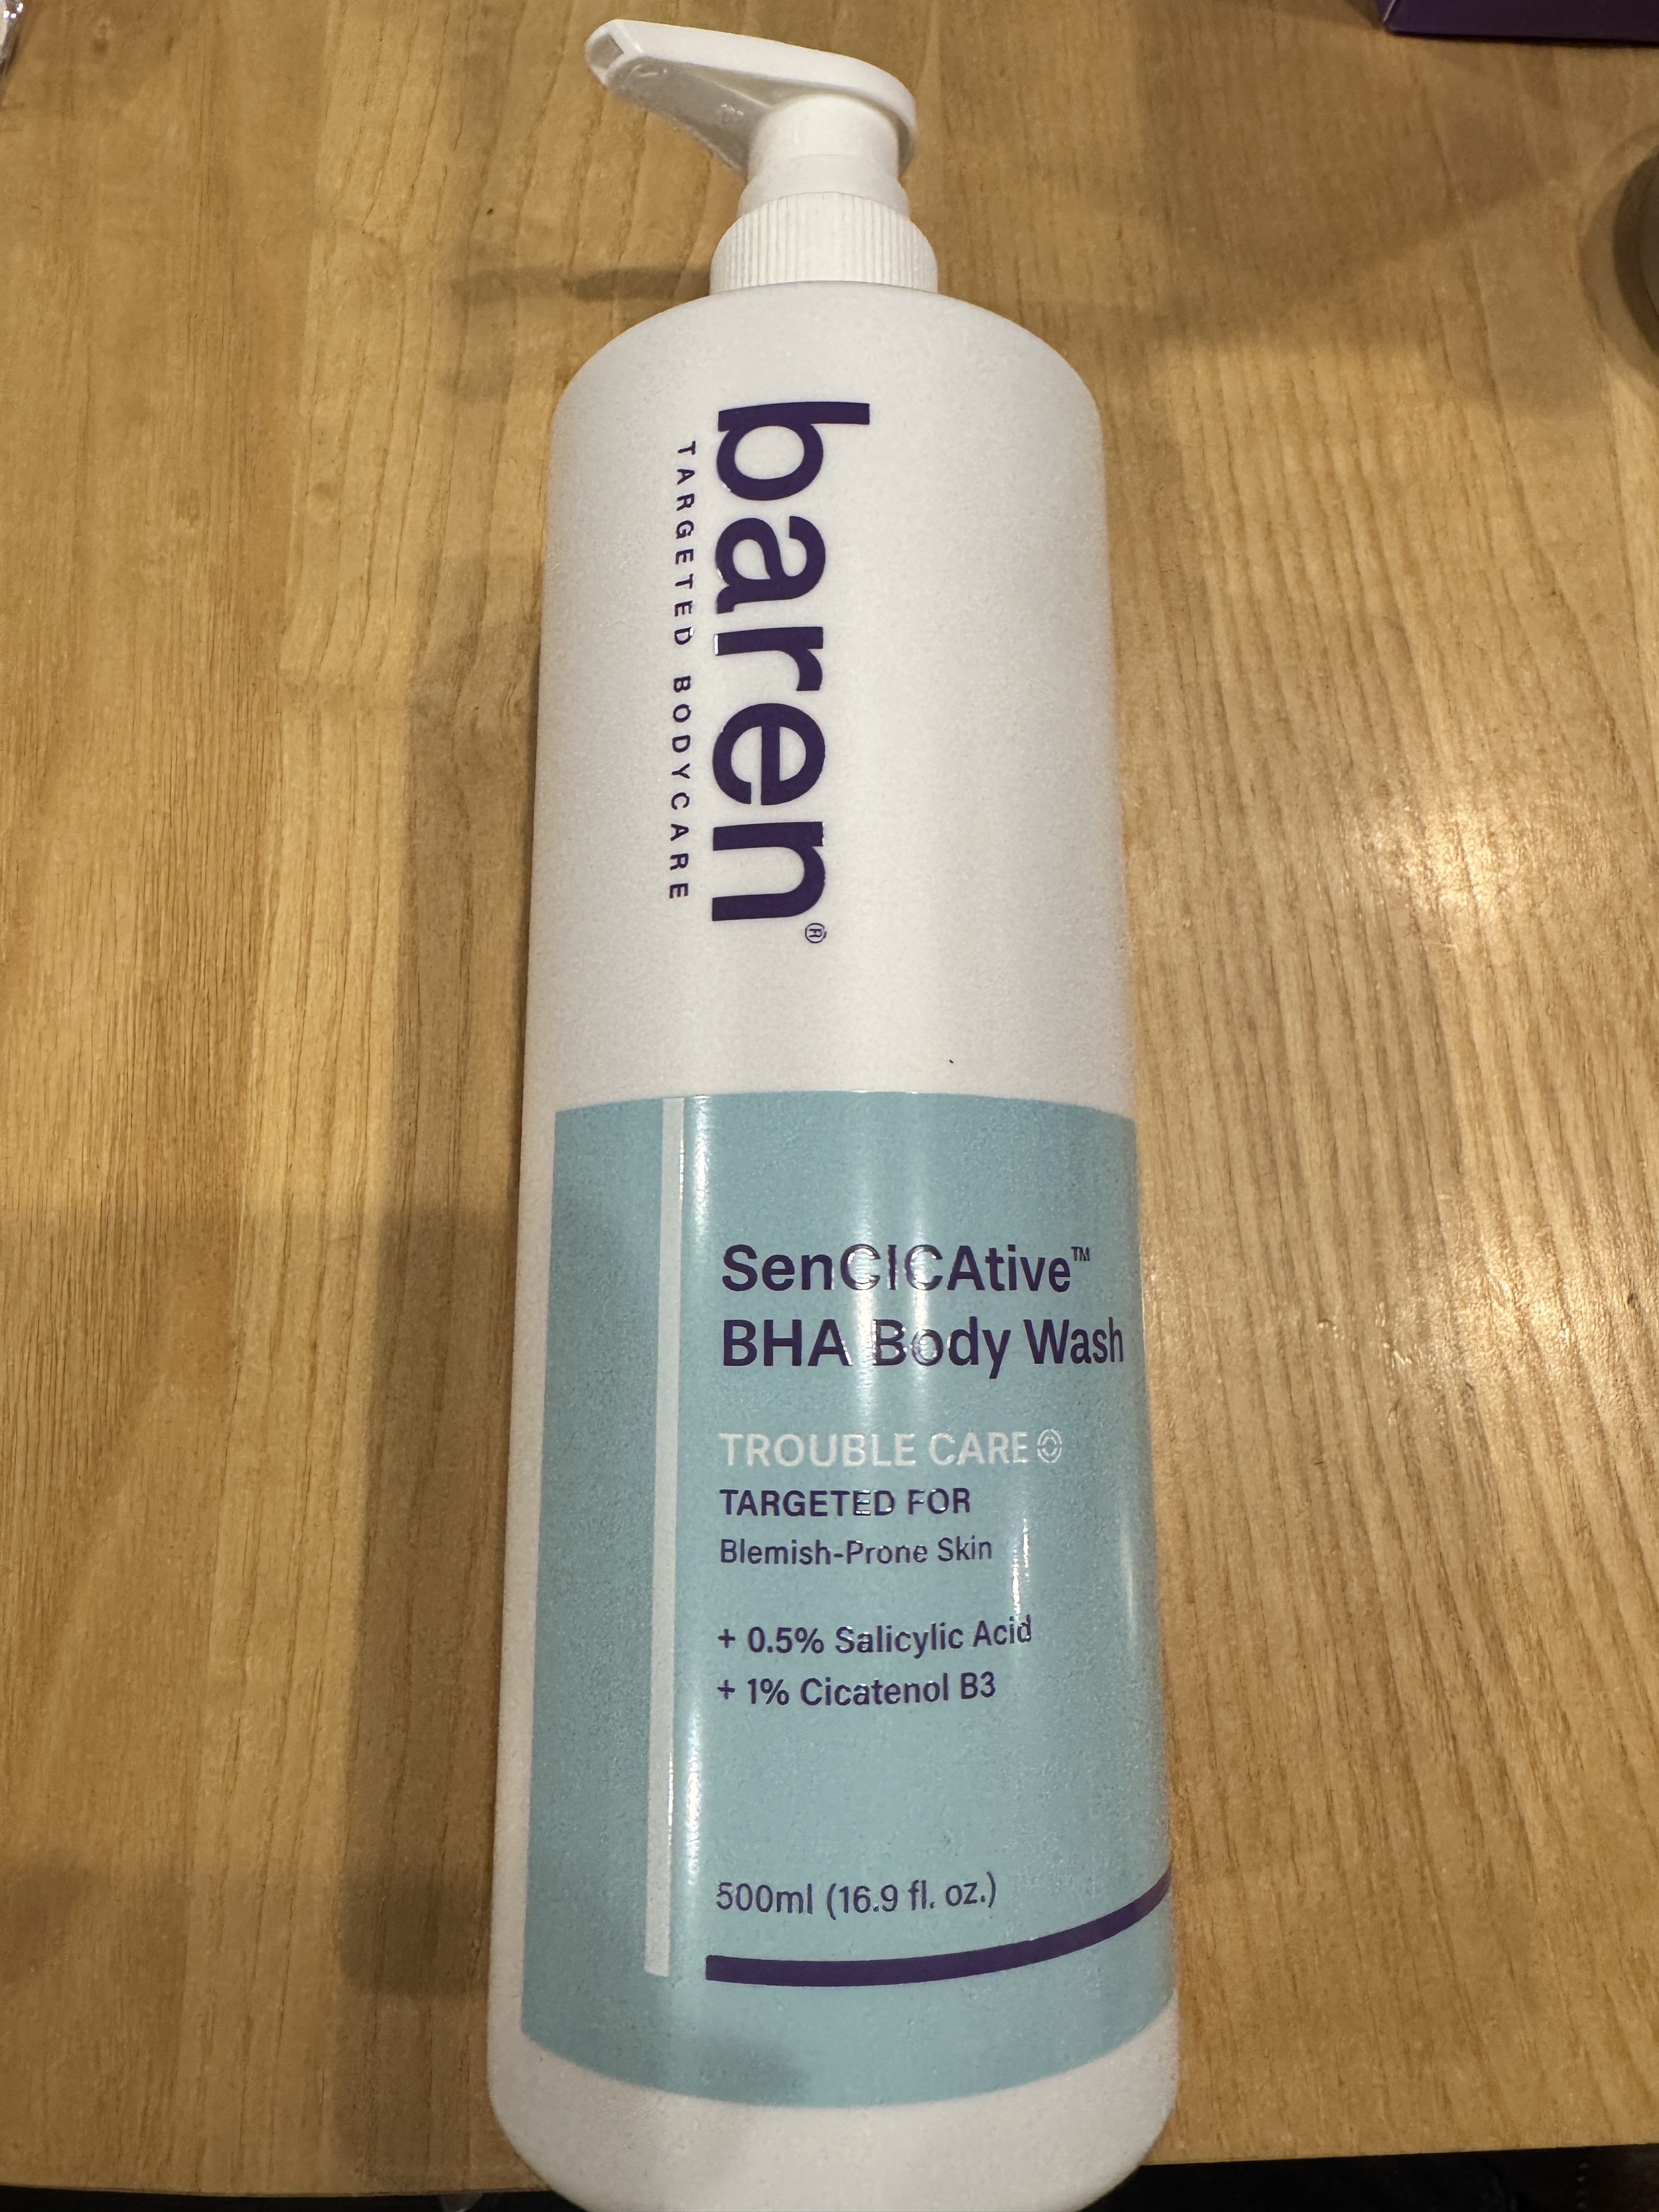 baren®
TARGETED BODYCARE
SenCICAtive™
BHA Body Wash
TROUBLE CARE
TARGETED FOR
Blemish-Prone Skin
+ 0.5% Salicylic Acid
+ 1% Cicatenol B3
500ml (16.9 fl. oz.)